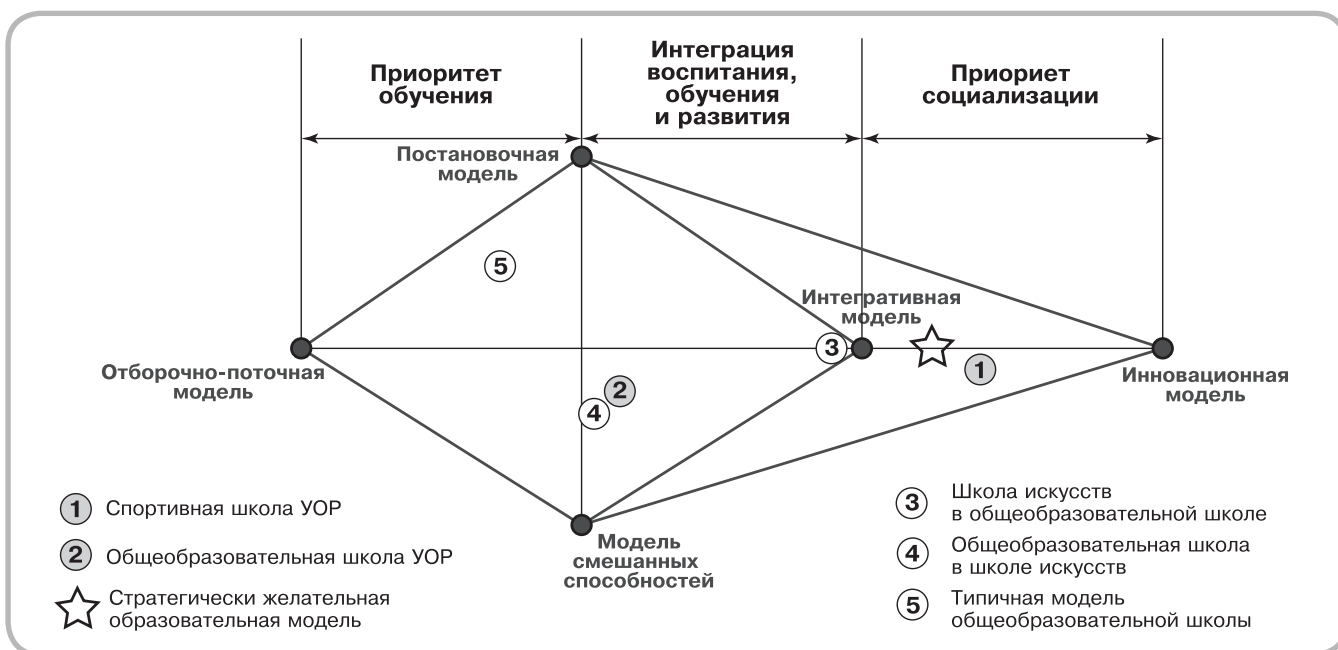 Приоритет
обучения
Интеграция
воспитания,
обучения
и развития
Приориет
социализации
Постановочная
модель
5
Интегративная
модель
3
1
Отборочно-поточная
модель
Инновационная
модель
2
4
Модель
смешанных
способностей
1 Спортивная школа УОР
2 Общеобразовательная школа УОР
Стратегически желательная
образовательная модель
3 Школа искусств
в общеобразовательной школе
4 Общеобразовательная школа
в школе искусств
5 Типичная модель
общеобразовательной школы